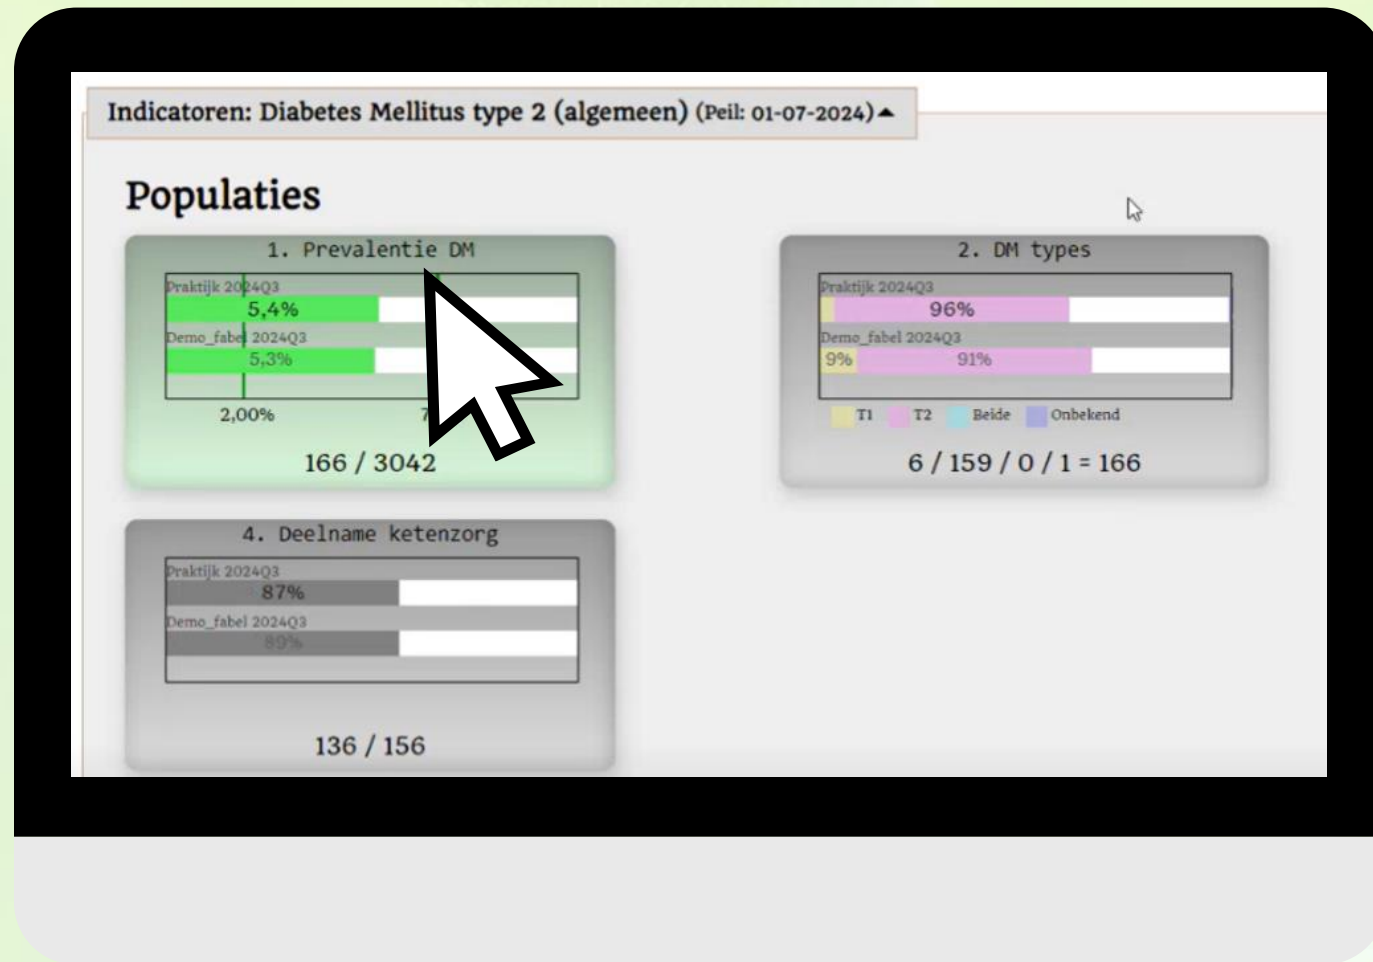 Indicatoren: Diabetes Mellitus type 2 (algemeen) (Peil: 01-07-2024)
Populaties
1. Prevalentie DM
Praktijk 2024Q3
5,4%
Demo_fabel 2024Q3
5,3%
2,00%
166 / 3042
2. DM types
Praktijk 2024Q3
96%
Demo_fabel 2024Q3
9% 91%
T1 T2 Beide Onbekend
6 / 159 / 0 / 1 = 166
4. Deelname ketenzorg
Praktijk 2024Q3
87%
Demo_fabel 2024Q3
89%
136 / 156